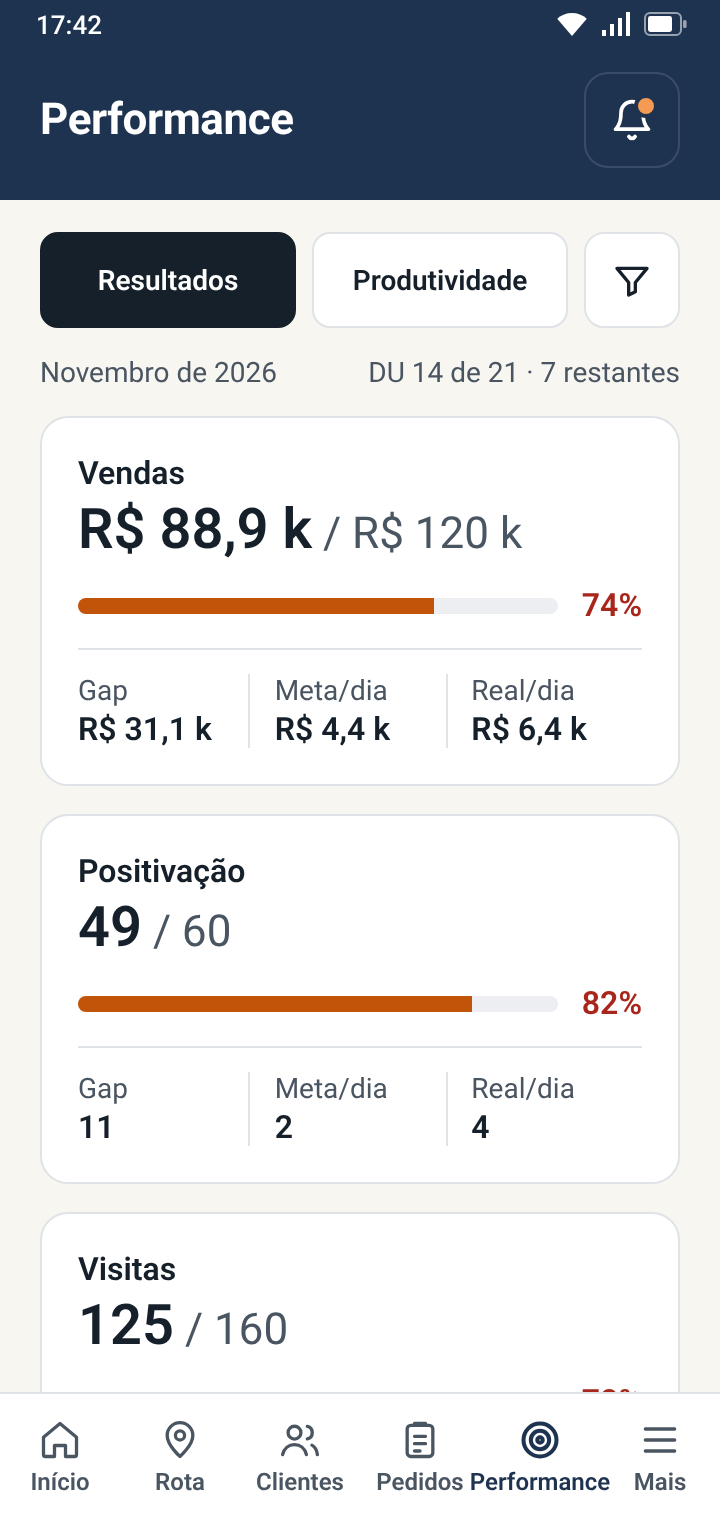 17:42
Performance
Resultados Produtividade
Novembro de 2026 DU 14 de 21 · 7 restantes
Vendas
R$ 88,9 k / R$ 120 k
74%
Gap Meta/dia Real/dia
R$ 31,1 k R$ 4,4 k R$ 6,4 k
Positivação
49 / 60
82%
Gap Meta/dia Real/dia
11 2 4
Visitas
125 / 160
Início Rota Clientes Pedidos Performance Mais